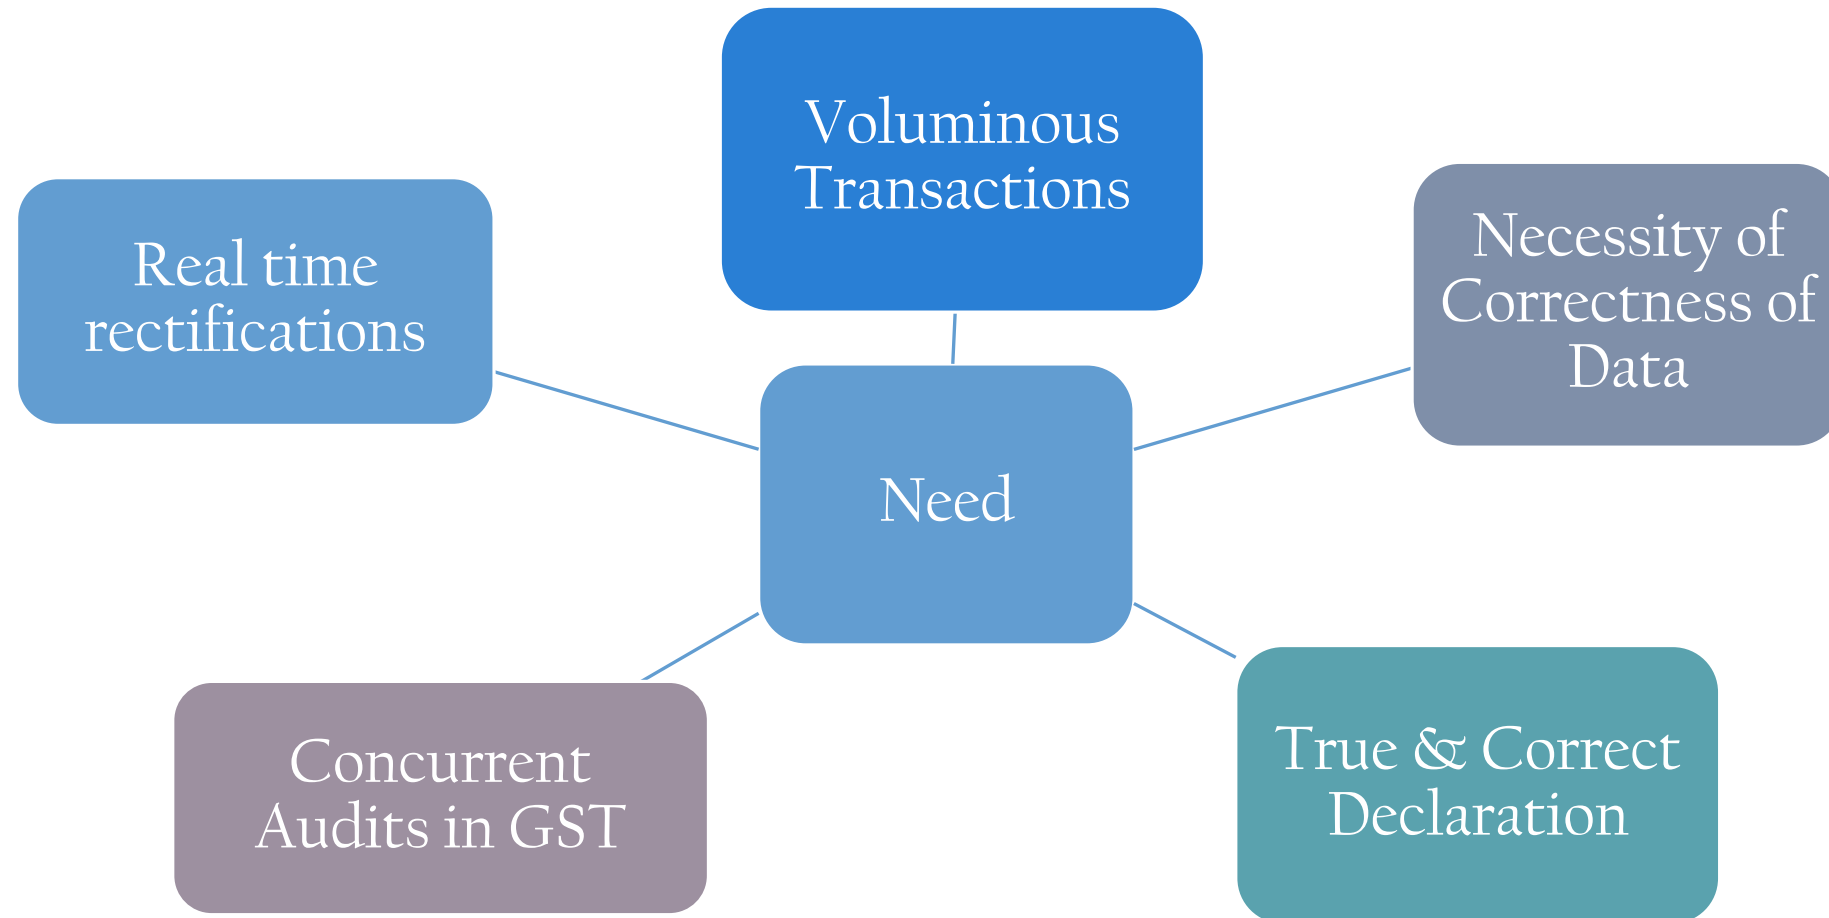 Voluminous
Transactions
Necessity of
Correctness of
Data
Real time
rectifications
Need
True & Correct
Declaration
Concurrent
Audits in GST